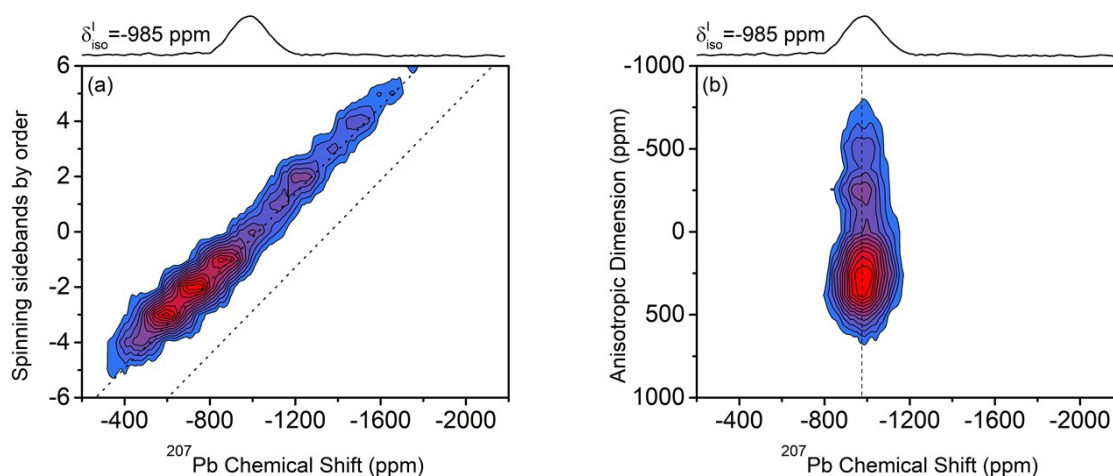 δ^I_iso=-985 ppm
(a)
Spinning sidebands by order
6
4
2
0
-2
-4
-6
-400 -800 -1200 -1600 -2000
²⁰⁷Pb Chemical Shift (ppm)
δ^I_iso=-985 ppm
(b)
Anisotropic Dimension (ppm)
-1000
-500
0
500
1000
-400 -800 -1200 -1600 -2000
²⁰⁷Pb Chemical Shift (ppm)